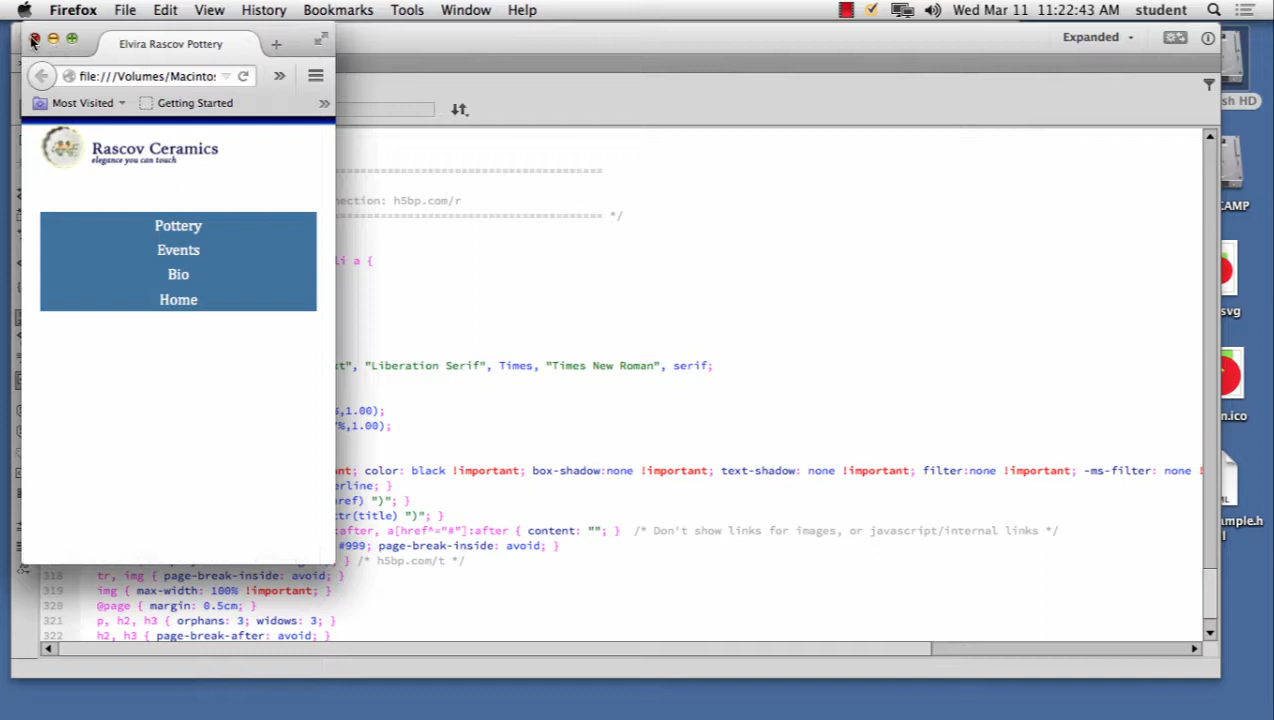 Firefox File Edit View History Bookmarks Tools Window Help Wed Mar 11 11:22:43 AM student
Elvira Rascov Pottery
Expanded
file:///Volumes/Macintos:
Most Visited Getting Started
sh HD
Rascov Ceramics
elegance you can touch
=====================================
nection: h5bp.com/r
===================================== */
CAMP
Pottery
Events
Bio
Home
li a {
.svg
xt", "Liberation Serif", Times, "Times New Roman", serif;
%,1.00);
7%,1.00);
n.ico
nt; color: black !important; box-shadow:none !important; text-shadow: none !important; filter:none !important; -ms-filter: none !
erline; }
ref) ")"; }
ttr(title) ")"; }
:after, a[href^="#"]:after { content: ""; } /* Don't show links for images, or javascript/internal links */
#999; page-break-inside: avoid; }
; } /* h5bp.com/t */
ML
ample.h
l
318 tr, img { page-break-inside: avoid; }
319 img { max-width: 100% !important; }
320 @page { margin: 0.5cm; }
321 p, h2, h3 { orphans: 3; widows: 3; }
322 h2, h3 { page-break-after: avoid; }